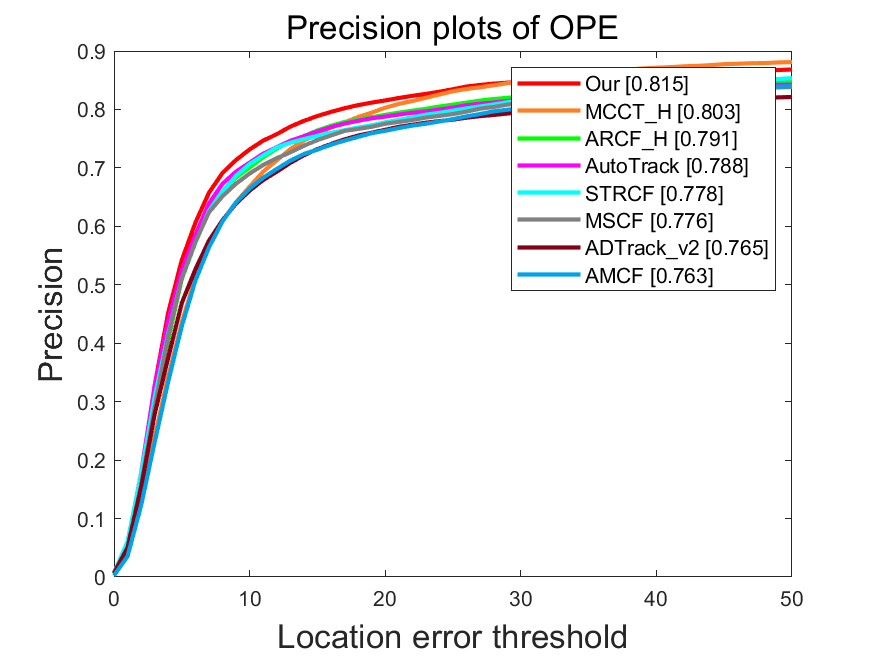 Precision plots of OPE
0.9
0.8
0.7
0.6
0.5
0.4
0.3
0.2
0.1
0
Precision
Our [0.815]
MCCT_H [0.803]
ARCF_H [0.791]
AutoTrack [0.788]
STRCF [0.778]
MSCF [0.776]
ADTrack_v2 [0.765]
AMCF [0.763]
0 10 20 30 40 50
Location error threshold